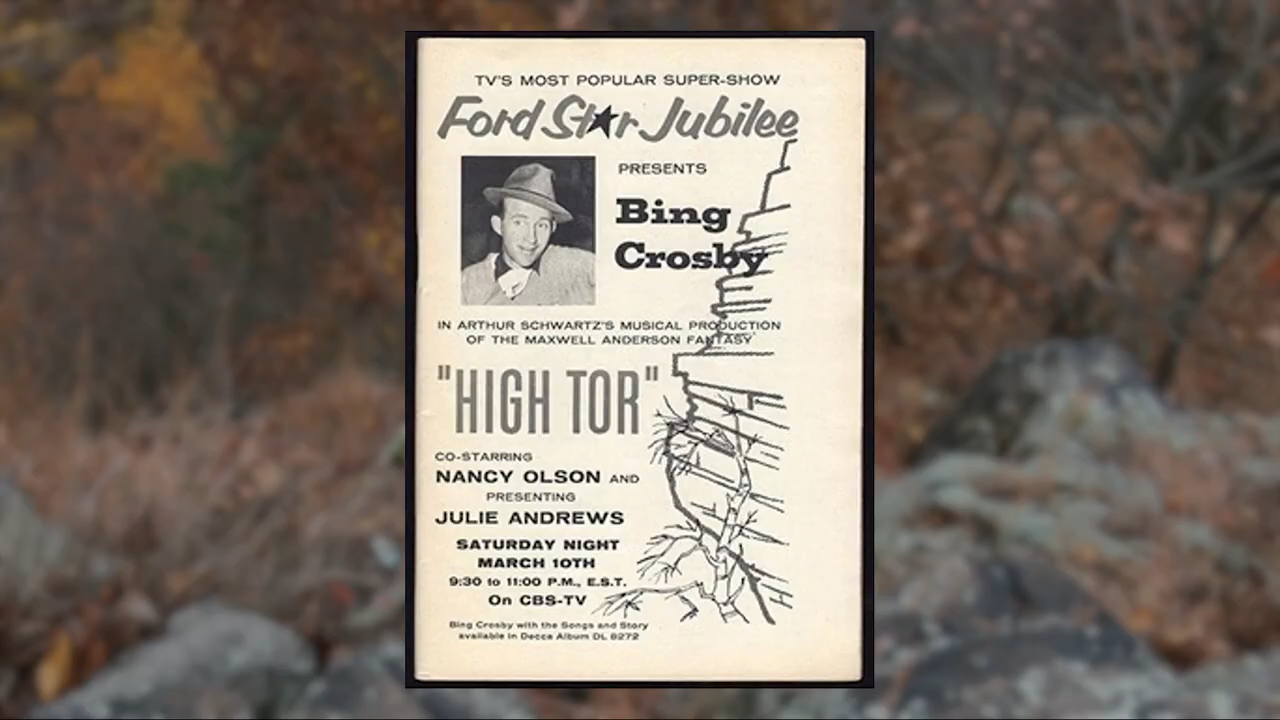 TV'S MOST POPULAR SUPER-SHOW
Ford Star Jubilee
PRESENTS
Bing
Crosby
IN ARTHUR SCHWARTZ'S MUSICAL PRODUCTION
OF THE MAXWELL ANDERSON FANTASY
"HIGH TOR"
CO-STARRING
NANCY OLSON AND
PRESENTING
JULIE ANDREWS
SATURDAY NIGHT
MARCH 10TH
9:30 to 11:00 P.M., E.S.T.
On CBS-TV
Bing Crosby with the Songs and Story
available in Decca Album DL 8272